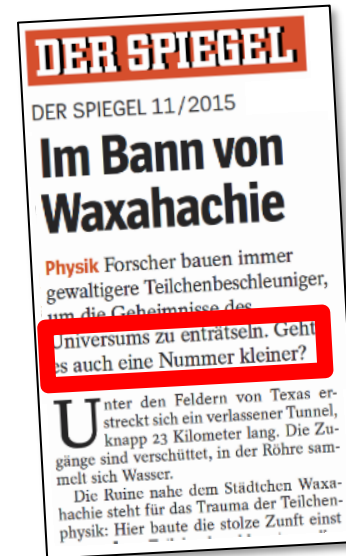 DER SPIEGEL
DER SPIEGEL 11/2015
Im Bann von
Waxahachie
Physik Forscher bauen immer
gewaltigere Teilchenbeschleuniger,
um die Geheimnisse des
Universums zu enträtseln. Geht
es auch eine Nummer kleiner?
Unter den Feldern von Texas er-
streckt sich ein verlassener Tunnel,
knapp 23 Kilometer lang. Die Zu-
gänge sind verschüttet, in der Röhre sam-
melt sich Wasser.
Die Ruine nahe dem Städtchen Waxa-
hachie steht für das Trauma der Teilchen-
physik: Hier baute die stolze Zunft einst